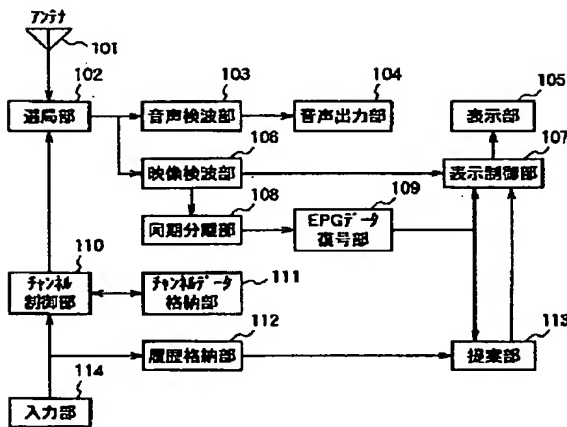 アンテナ
101
102
選局部
103
音声検波部
104
音声出力部
105
表示部
106
映像検波部
107
表示制御部
108
同期分離部
109
EPGデータ
復号部
110
チャンネル
制御部
111
チャンネルデータ
格納部
112
履歴格納部
113
提案部
114
入力部